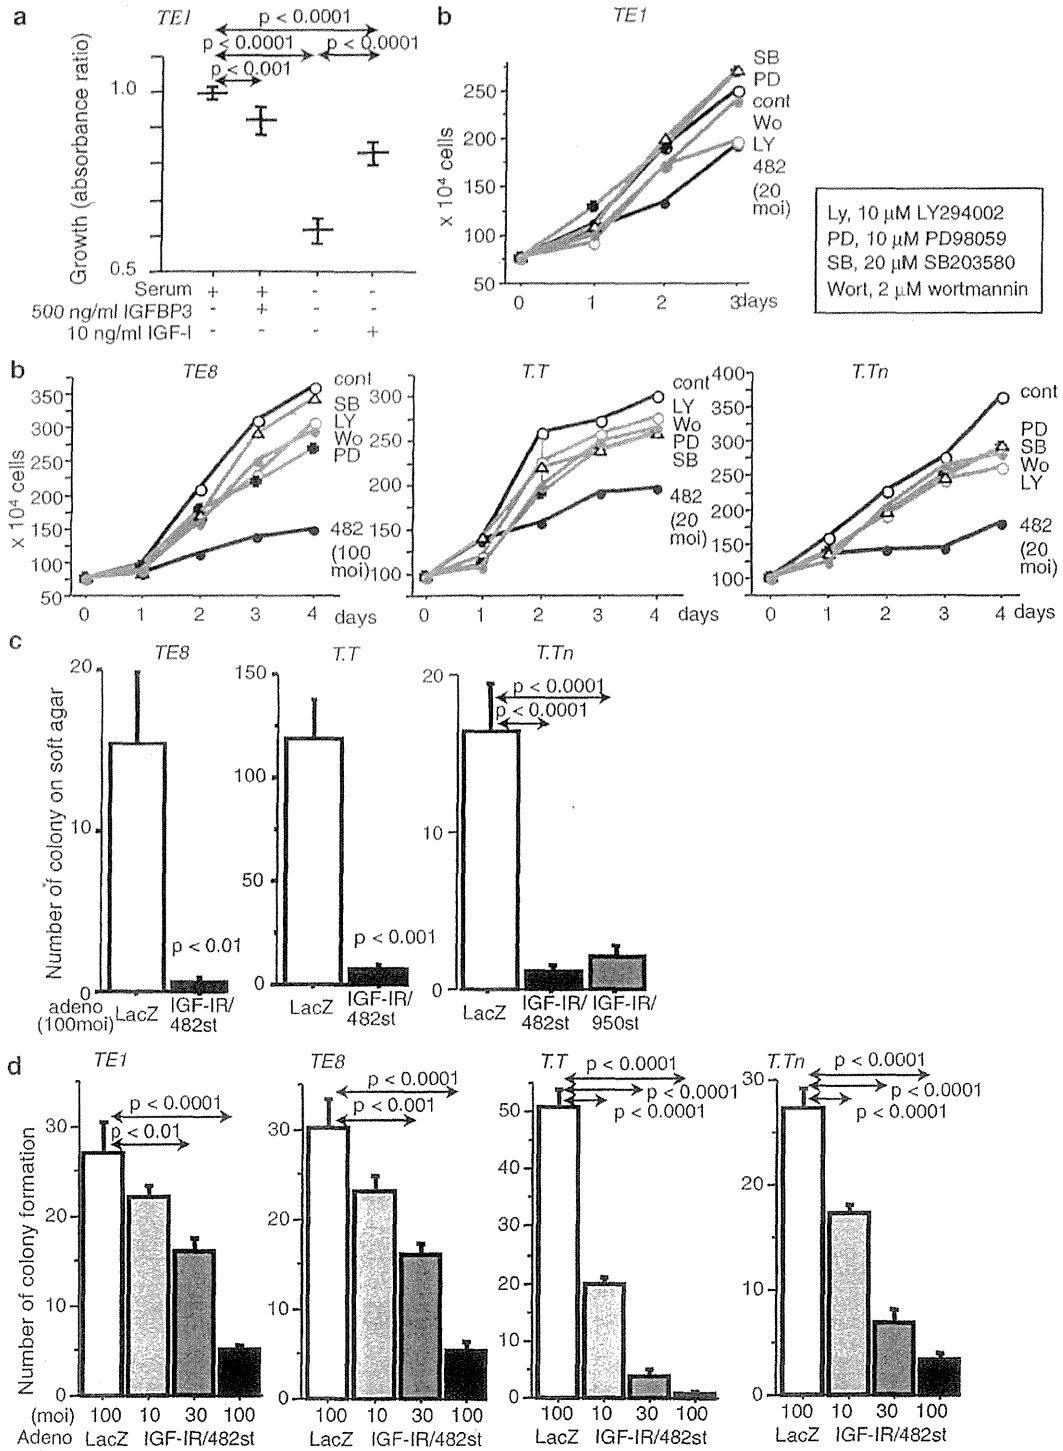 a
TE1
p < 0.0001
p < 0.0001
p < 0.0001
p < 0.001
Growth (absorbance ratio)
1.0
0.5
Serum + + - -
500 ng/ml IGFBP3 - + - -
10 ng/ml IGF-I - - - +
b
TE1
x 10⁴ cells
250
200
150
100
50
0 1 2 3 days
SB
PD
cont
Wo
LY
482
(20
moi)
Ly, 10 µM LY294002
PD, 10 µM PD98059
SB, 20 µM SB203580
Wort, 2 µM wortmannin
b
TE8
x 10⁴ cells
350
300
250
200
150
100
50
0 1 2 3 4 days
cont
SB
LY
Wo
PD
482
(100
moi)
T.T
300
250
200
150
100
0 1 2 3 4 days
cont
LY
Wo
PD
SB
482
(20
moi)
T.Tn
400
350
300
250
200
150
100
0 1 2 3 4 days
cont
PD
SB
Wo
LY
482
(20
moi)
c
Number of colony on soft agar
TE8
20
10
0
p < 0.01
adeno
(100moi)
LacZ
IGF-IR/
482st
T.T
150
100
50
0
p < 0.001
LacZ
IGF-IR/
482st
T.Tn
20
10
0
p < 0.0001
p < 0.0001
LacZ
IGF-IR/
482st
IGF-IR/
950st
d
Number of colony formation
TE1
30
20
10
0
p < 0.0001
p < 0.01
(moi) 100 10 30 100
Adeno LacZ IGF-IR/482st
TE8
30
20
10
0
p < 0.0001
p < 0.001
100 10 30 100
LacZ IGF-IR/482st
T.T
50
50
50
20
10
0
p < 0.0001
p < 0.0001
p < 0.0001
100 10 30 100
LacZ IGF-IR/482st
T.Tn
30
20
10
0
p < 0.0001
p < 0.0001
p < 0.0001
100 10 30 100
LacZ IGF-IR/482st